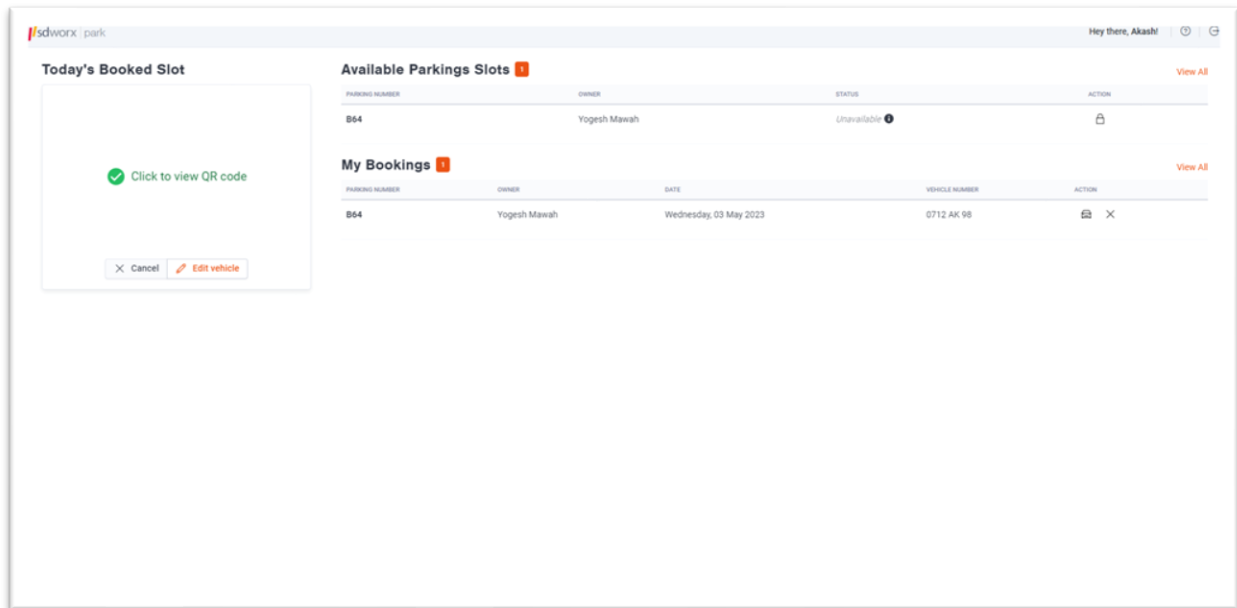 sdworx park
Hey there, Akash!
Today's Booked Slot
Click to view QR code
Cancel
Edit vehicle
Available Parkings Slots 1
View All
PARKING NUMBER OWNER STATUS ACTION
B64 Yogesh Mawah Unavailable
My Bookings 1
View All
PARKING NUMBER OWNER DATE VEHICLE NUMBER ACTION
B64 Yogesh Mawah Wednesday, 03 May 2023 0712 AK 98